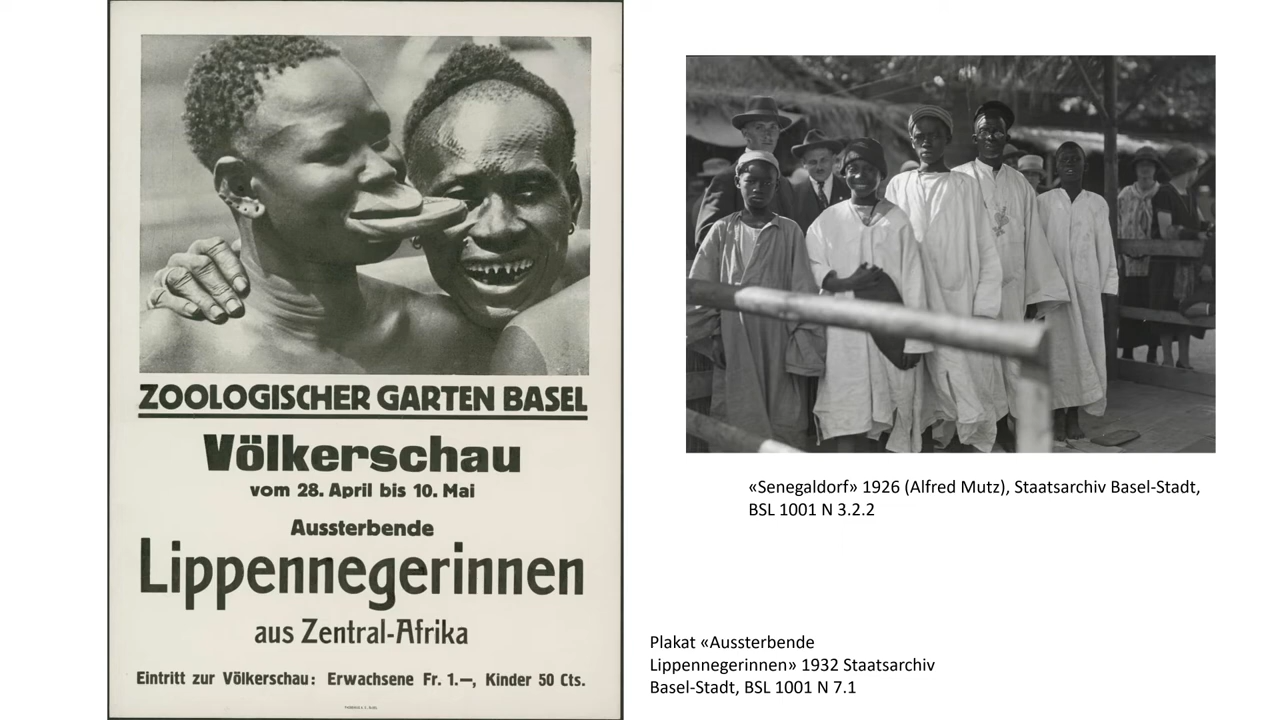 ZOOLOGISCHER GARTEN BASEL
Völkerschau
vom 28. April bis 10. Mai
Aussterbende
Lippennegerinnen
aus Zentral-Afrika
Eintritt zur Völkerschau: Erwachsene Fr. 1.—, Kinder 50 Cts.
«Senegaldorf» 1926 (Alfred Mutz), Staatsarchiv Basel-Stadt,
BSL 1001 N 3.2.2
Plakat «Aussterbende
Lippennegerinnen» 1932 Staatsarchiv
Basel-Stadt, BSL 1001 N 7.1